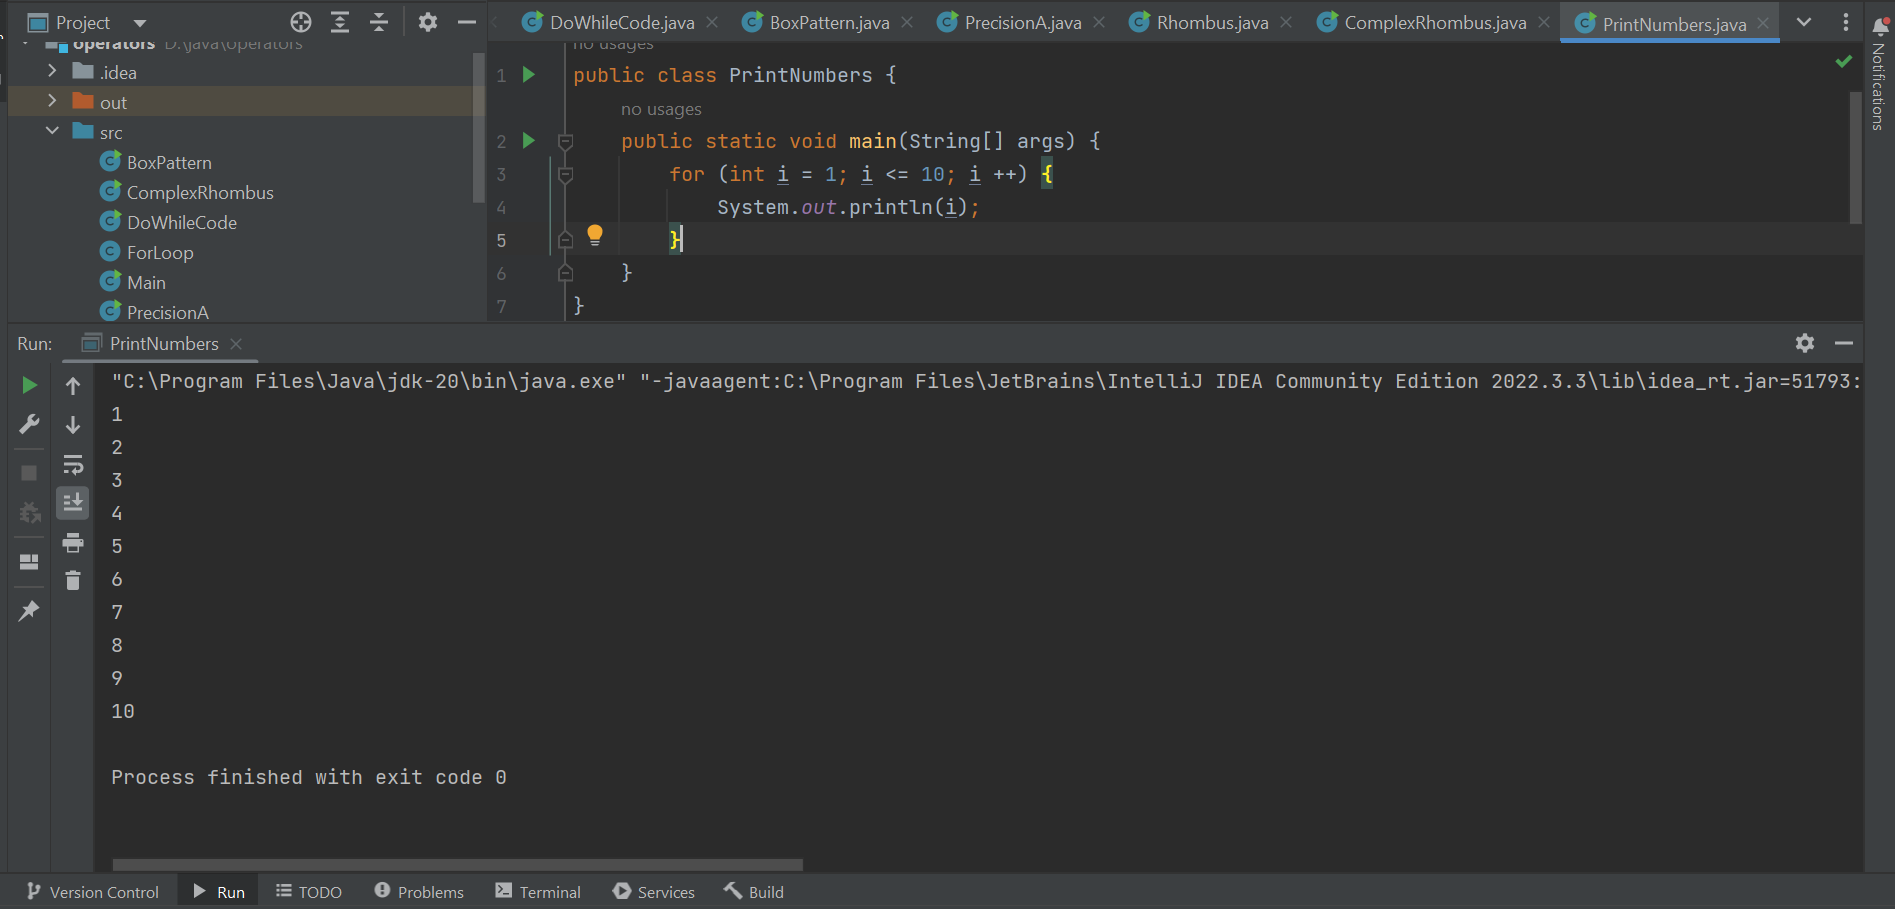 Project
DoWhileCode.java
BoxPattern.java
PrecisionA.java
Rhombus.java
ComplexRhombus.java
PrintNumbers.java
Notifications
operators D:\java\operators
.idea
out
src
BoxPattern
ComplexRhombus
DoWhileCode
ForLoop
Main
PrecisionA
no usages
1 public class PrintNumbers {
no usages
2 public static void main(String[] args) {
3 for (int i = 1; i <= 10; i ++) {
4 System.out.println(i);
5 }
6 }
7 }
Run: PrintNumbers
"C:\Program Files\Java\jdk-20\bin\java.exe" "-javaagent:C:\Program Files\JetBrains\IntelliJ IDEA Community Edition 2022.3.3\lib\idea_rt.jar=51793:
1
2
3
4
5
6
7
8
9
10
Process finished with exit code 0
Version Control Run TODO Problems Terminal Services Build